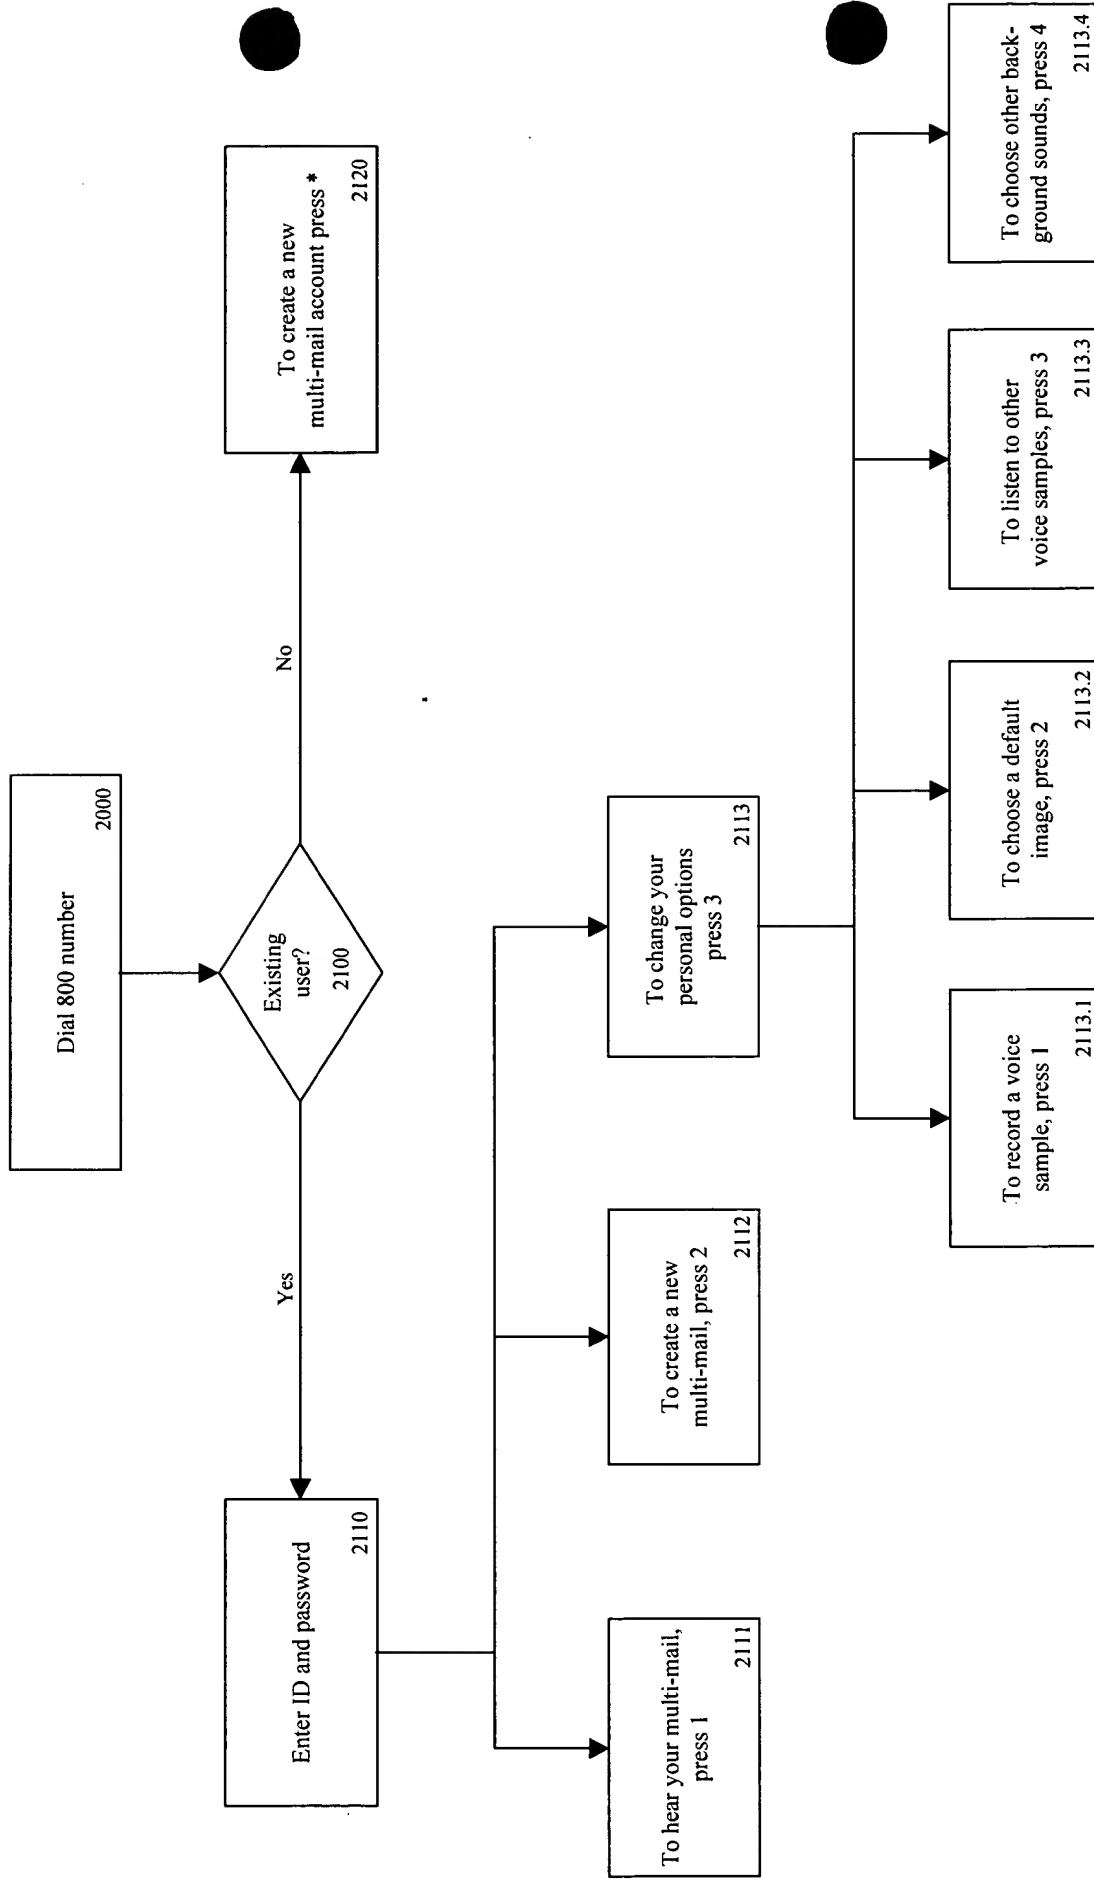 Dial 800 number
2000
Existing
user?
2100
Yes
No
Enter ID and password
2110
To create a new
multi-mail account press *
2120
To hear your multi-mail,
press 1
2111
To create a new
multi-mail, press 2
2112
To change your
personal options
press 3
2113
To record a voice
sample, press 1
2113.1
To choose a default
image, press 2
2113.2
To listen to other
voice samples, press 3
2113.3
To choose other back-
ground sounds, press 4
2113.4